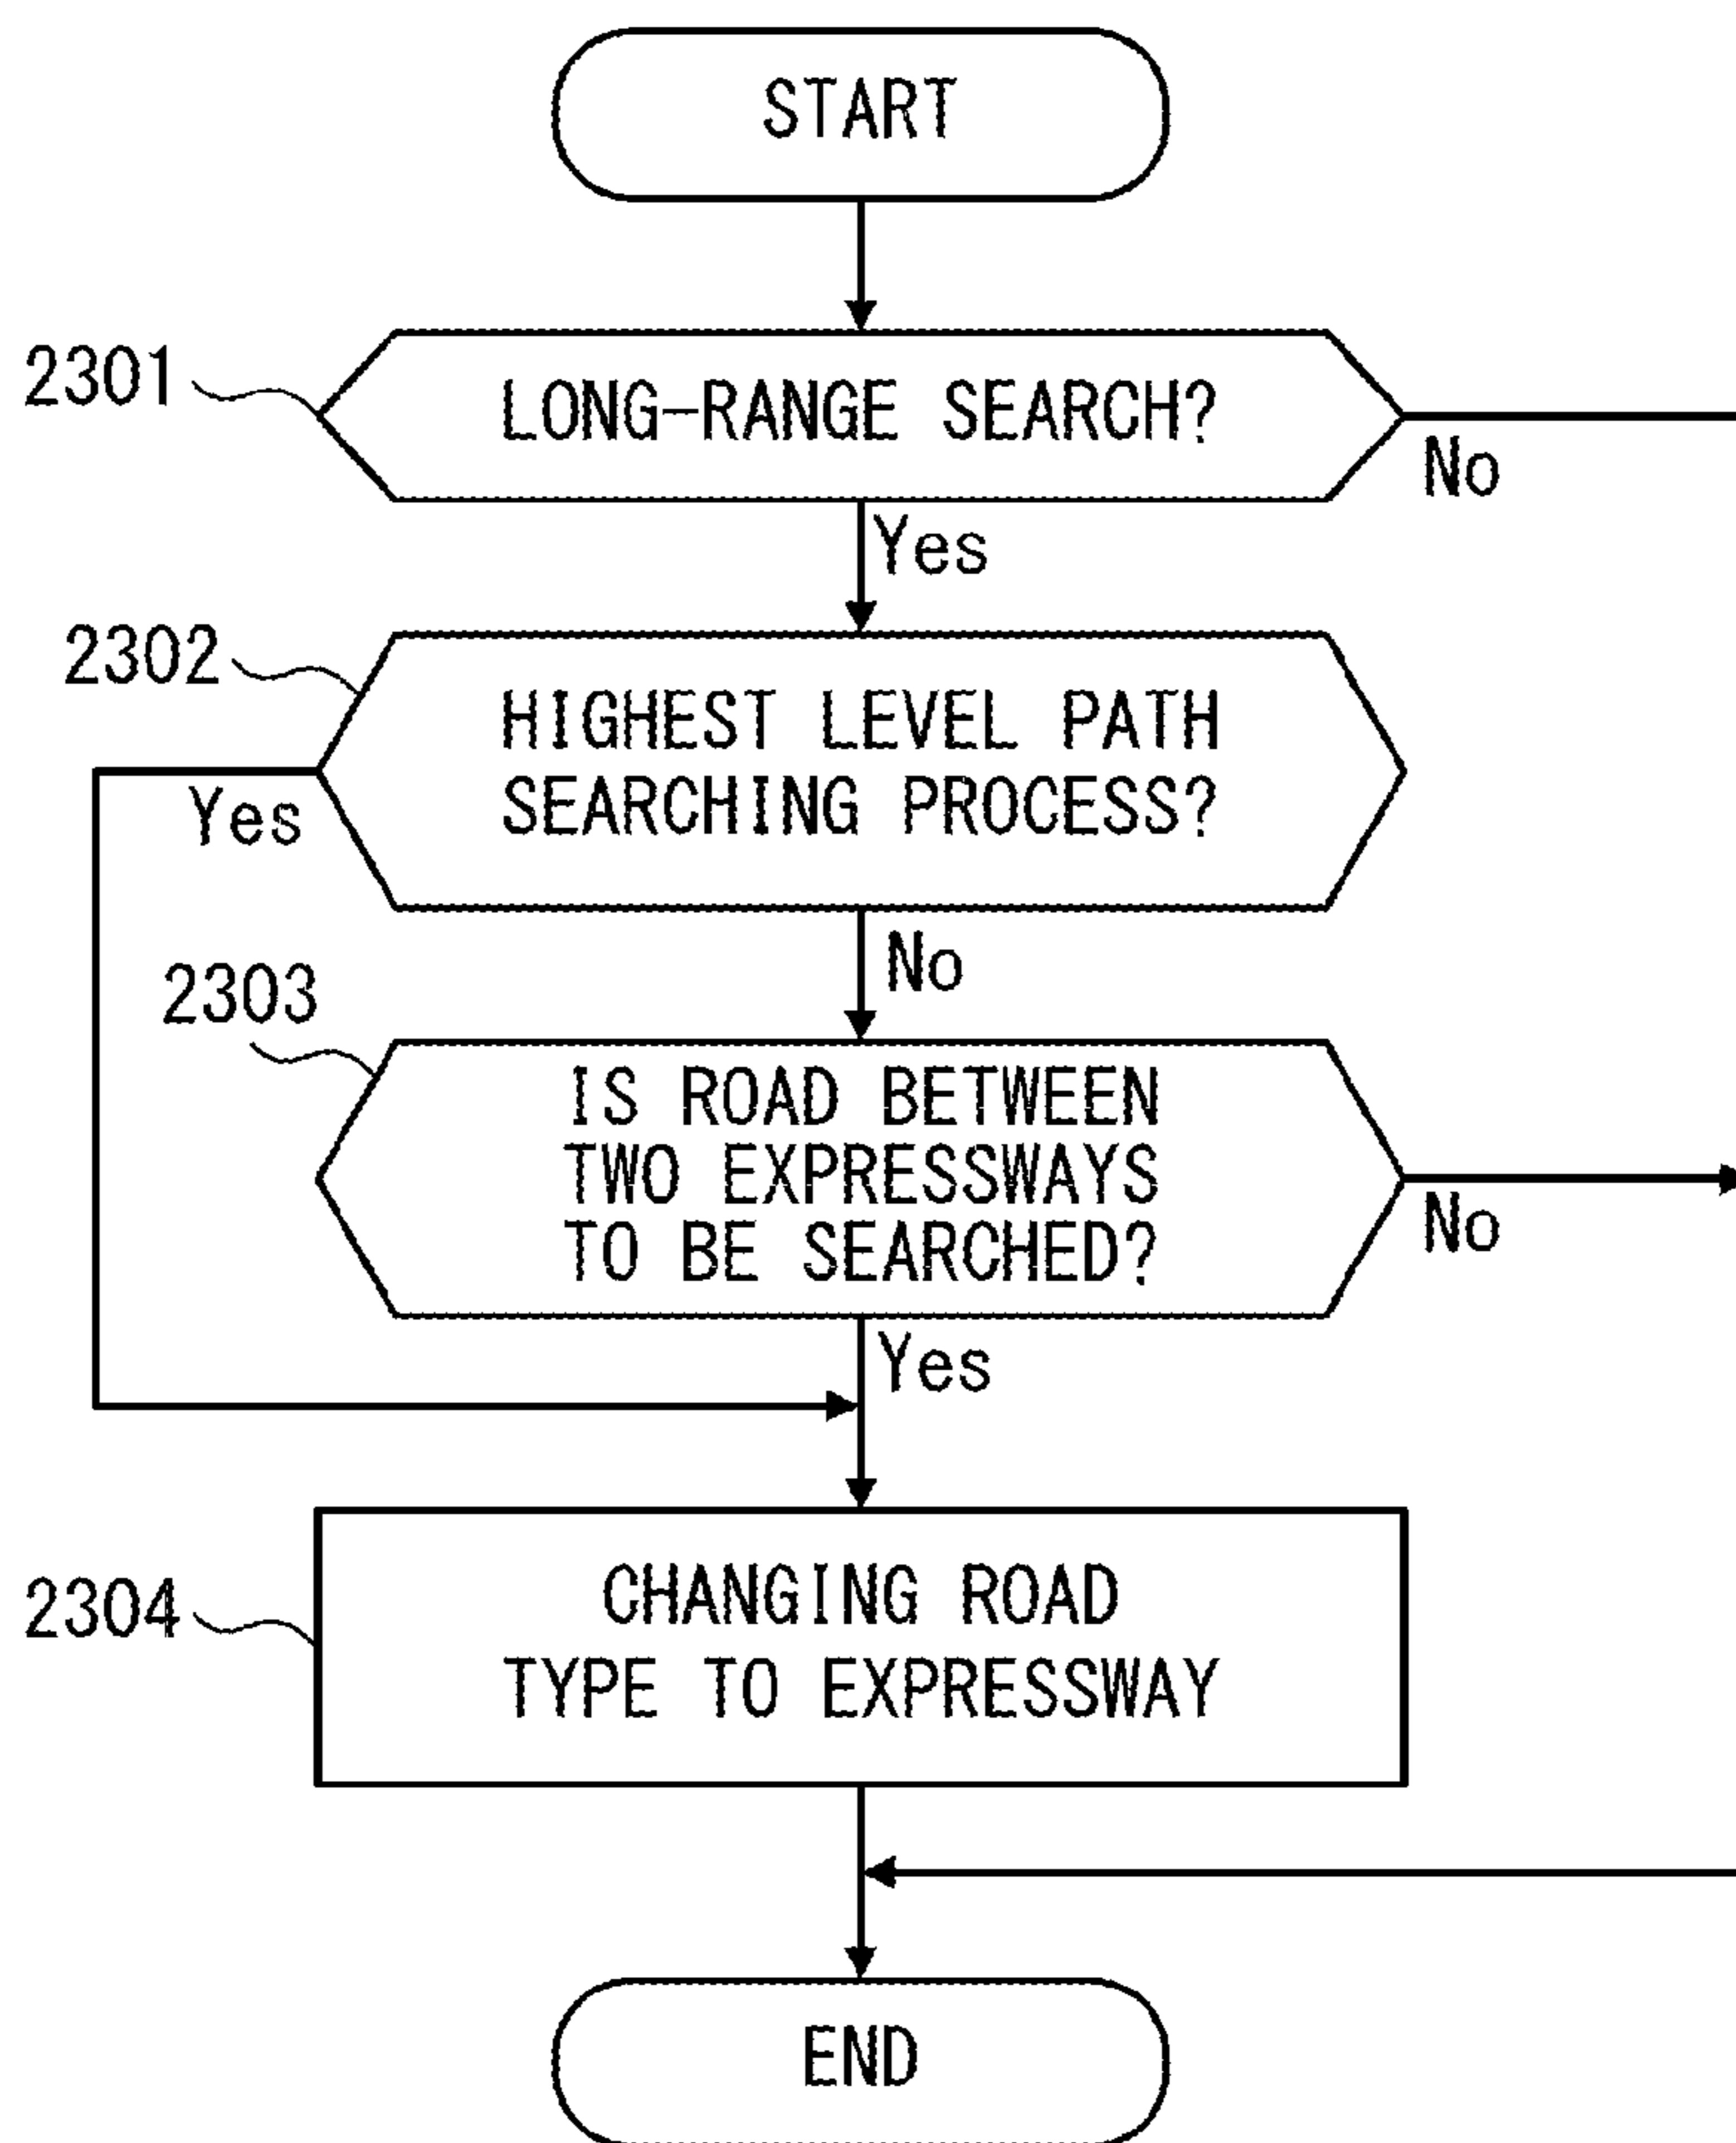 START
2301
LONG-RANGE SEARCH?
No
Yes
2302
HIGHEST LEVEL PATH
SEARCHING PROCESS?
Yes
No
2303
IS ROAD BETWEEN
TWO EXPRESSWAYS
TO BE SEARCHED?
No
Yes
2304
CHANGING ROAD
TYPE TO EXPRESSWAY
END